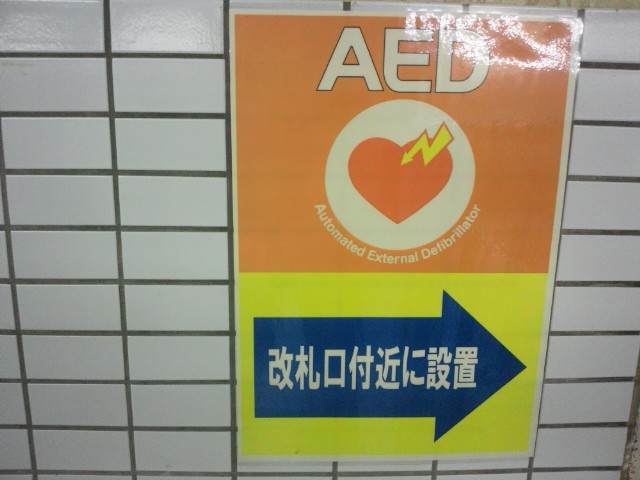 AED
Automated External Defibrillator
改札口付近に設置